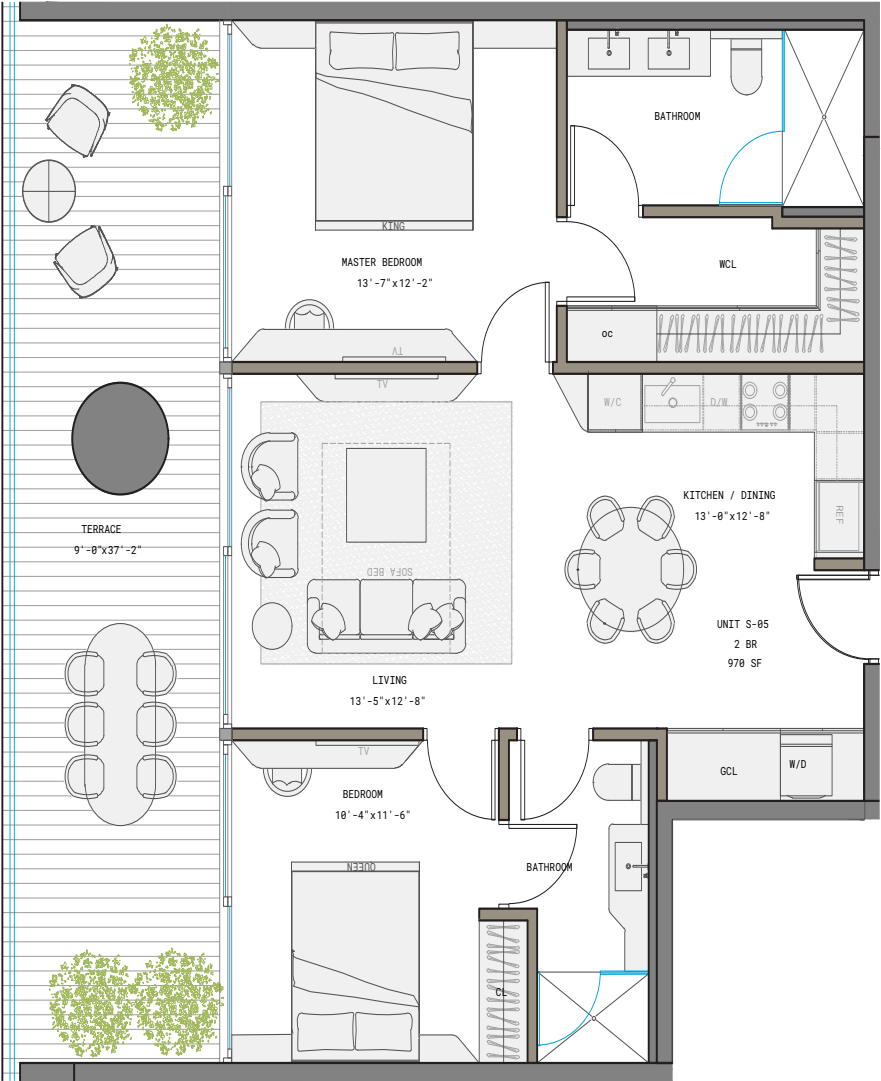 BATHROOM
KING
MASTER BEDROOM
13'-7"x12'-2"
WCL
OC
TV
TV
W/C
D/W
KITCHEN / DINING
13'-0"x12'-8"
REF
TERRACE
9'-0"x37'-2"
SOFA BED
UNIT S-05
2 BR
970 SF
LIVING
13'-5"x12'-8"
TV
GCL
W/D
BEDROOM
10'-4"x11'-6"
BATHROOM
QUEEN
CL